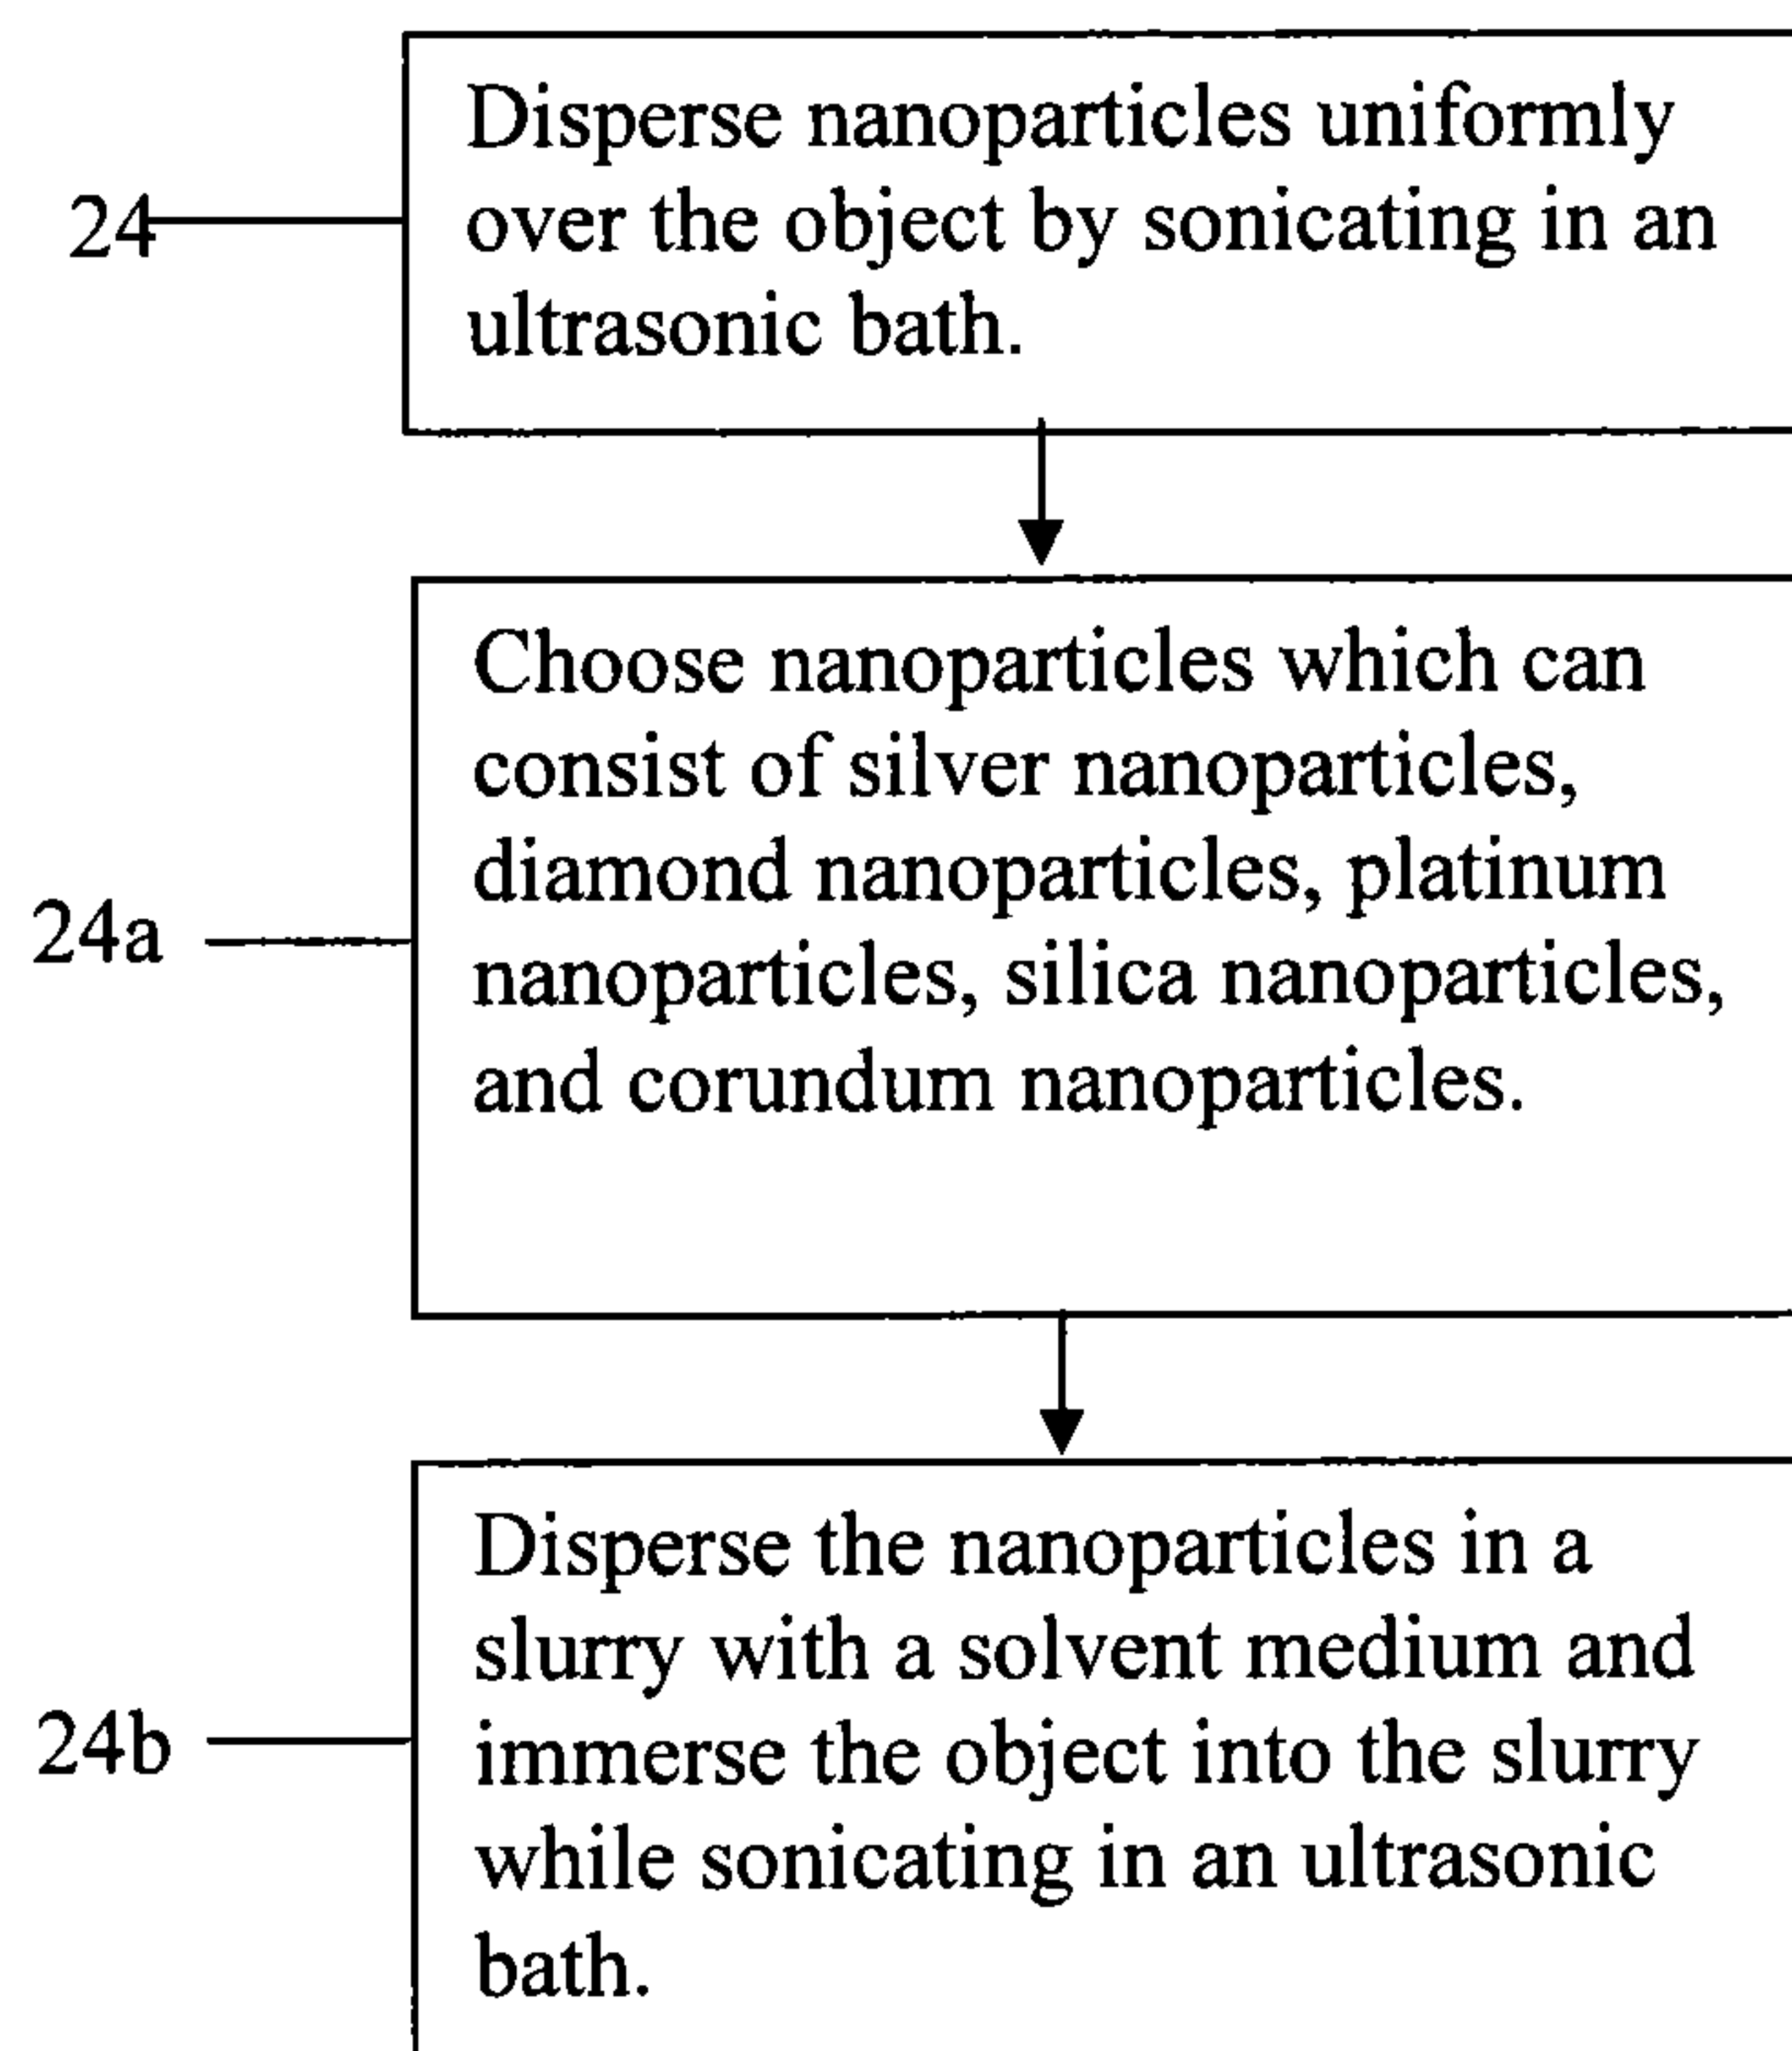 Disperse nanoparticles uniformly
over the object by sonicating in an
ultrasonic bath.
24
Choose nanoparticles which can
consist of silver nanoparticles,
diamond nanoparticles, platinum
nanoparticles, silica nanoparticles,
and corundum nanoparticles.
24a
Disperse the nanoparticles in a
slurry with a solvent medium and
immerse the object into the slurry
while sonicating in an ultrasonic
bath.
24b